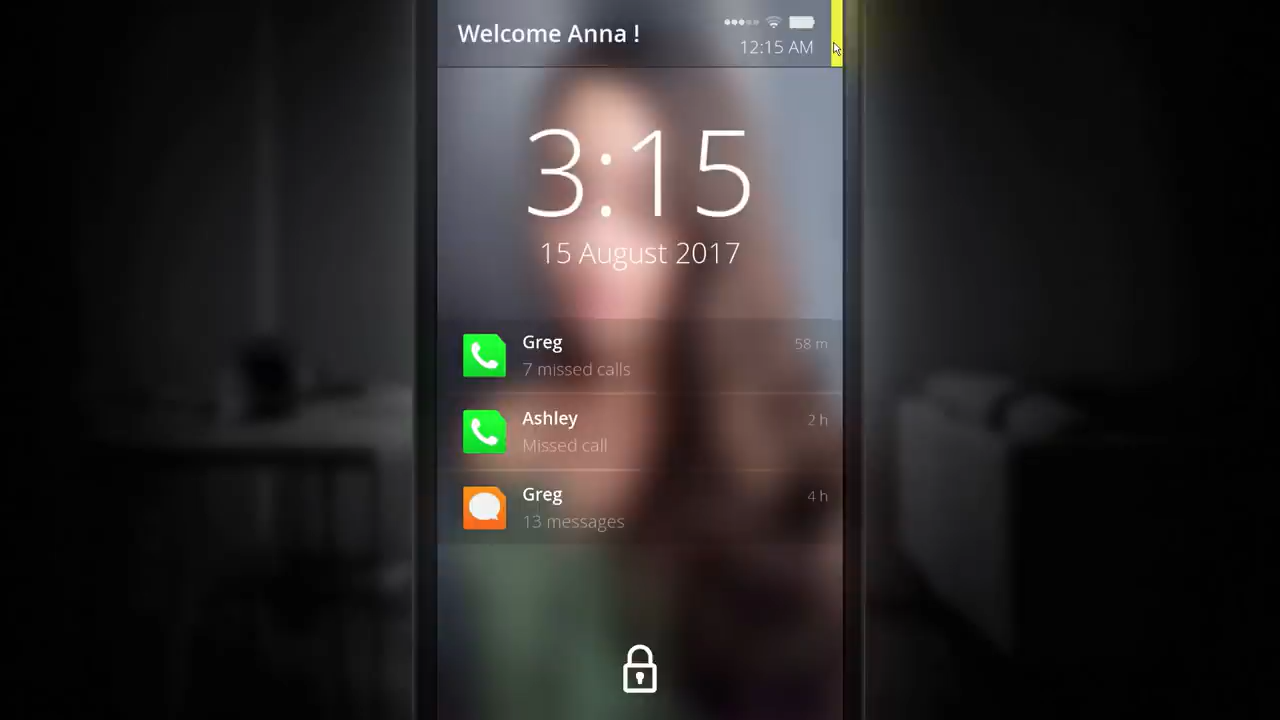 Welcome Anna !
12:15 AM
3:15
15 August 2017
Greg
58 m
7 missed calls
Ashley
2 h
Missed call
Greg
4 h
13 messages